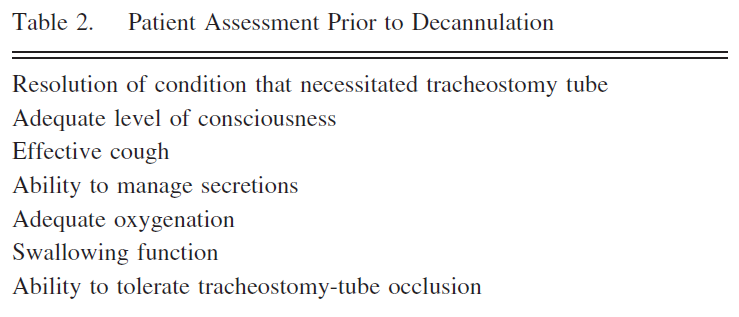 Table 2. Patient Assessment Prior to Decannulation
Resolution of condition that necessitated tracheostomy tube
Adequate level of consciousness
Effective cough
Ability to manage secretions
Adequate oxygenation
Swallowing function
Ability to tolerate tracheostomy-tube occlusion